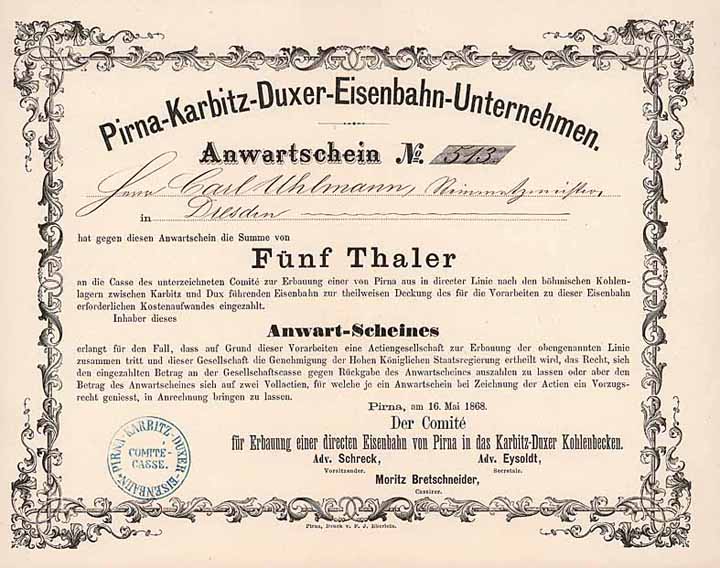 Pirna-Karbitz-Duxer-Eisenbahn-Unternehmen.
Anwartschein No. 513
Herr Carl Uhlmann,
in Dresden
hat gegen diesen Anwartschein die Summe von
Fünf Thaler
an die Casse des unterzeichneten Comité zur Erbauung einer von Pirna aus in directer Linie nach den böhmischen Kohlen-
lagern zwischen Karbitz und Dux führenden Eisenbahn zur theilweisen Deckung des für die Vorarbeiten zu dieser Eisenbahn
erforderlichen Kostenaufwandes eingezahlt.
Inhaber dieses
Anwart-Scheines
erlangt für den Fall, dass auf Grund dieser Vorarbeiten eine Actiengesellschaft zur Erbauung der obengenannten Linie
zusammen tritt und dieser Gesellschaft die Genehmigung der Hohen Königlichen Staatsregierung ertheilt wird, das Recht, sich
den eingezahlten Betrag an der Gesellschaftscasse gegen Rückgabe des Anwartscheines auszahlen zu lassen oder aber den
Betrag des Anwartscheines sich auf zwei Vollactien, für welche je ein Anwartschein bei Zeichnung der Actien ein Vorzugs-
recht geniesst, in Anrechnung bringen zu lassen.
Pirna, am 16. Mai 1868.
Der Comité
für Erbauung einer directen Eisenbahn von Pirna in das Karbitz-Duxer Kohlenbecken.
Adv. Schreck, Adv. Eysoldt,
Vorsitzender. Secretair.
Moritz Bretschneider,
Cassirer.
PIRNA-KARBITZ-DUXER-EISENBAHN
COMITÉ-
CASSE.
Pirna, Druck v. F. J. Eberlein.